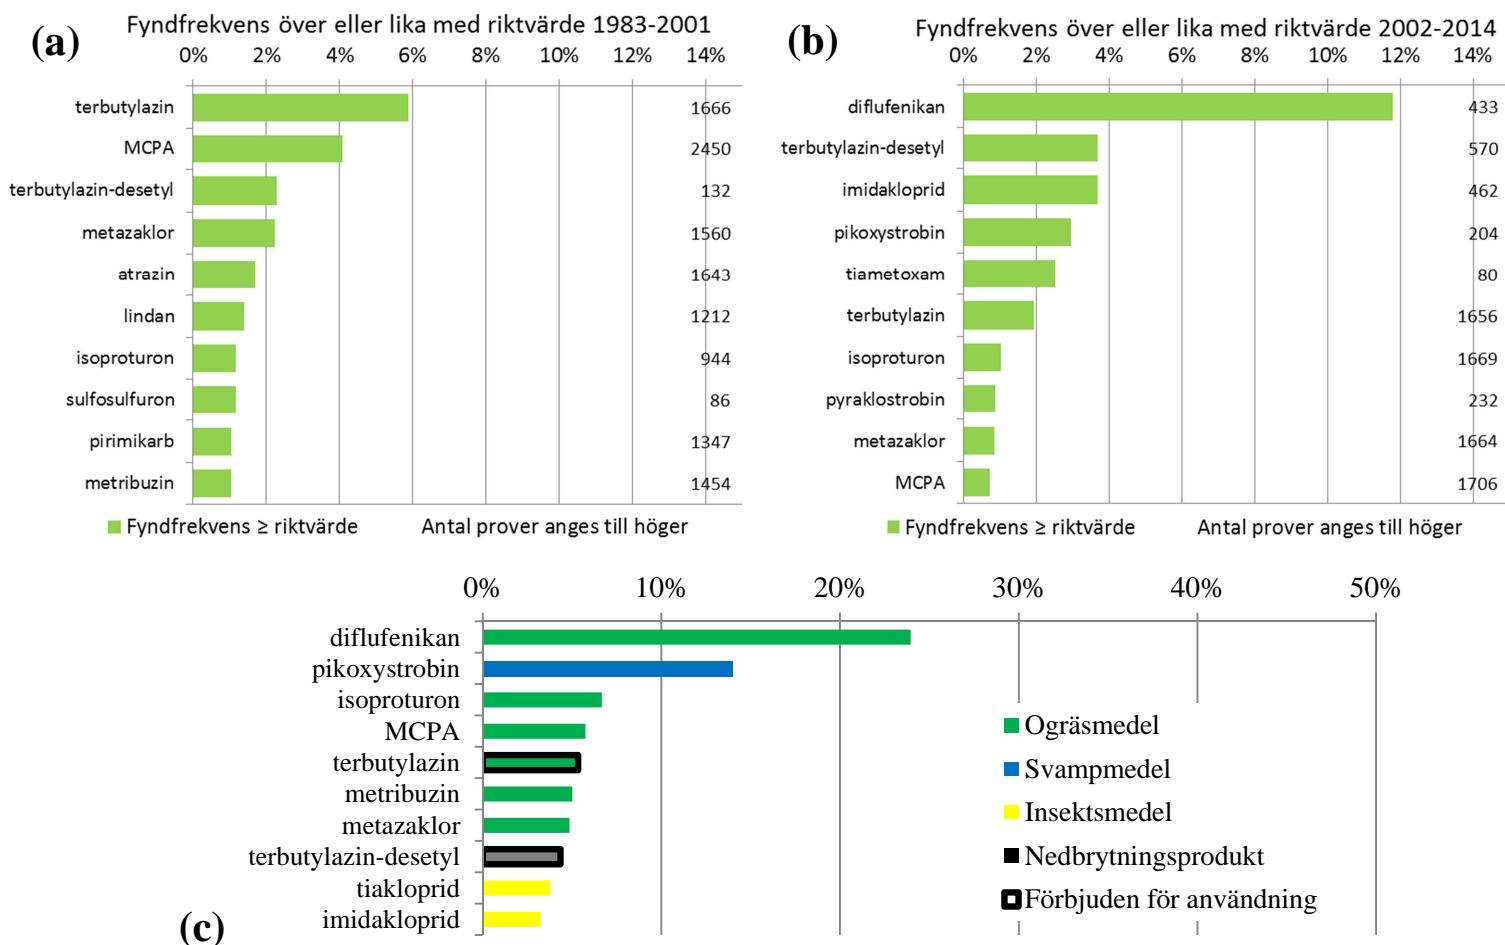 (a)
Fyndfrekvens över eller lika med riktvärde 1983-2001
0% 2% 4% 6% 8% 10% 12% 14%
terbutylazin 1666
MCPA 2450
terbutylazin-desetyl 132
metazaklor 1560
atrazin 1643
lindan 1212
isoproturon 944
sulfosulfuron 86
pirimikarb 1347
metribuzin 1454
Fyndfrekvens ≥ riktvärde Antal prover anges till höger
(b)
Fyndfrekvens över eller lika med riktvärde 2002-2014
0% 2% 4% 6% 8% 10% 12% 14%
diflufenikan 433
terbutylazin-desetyl 570
imidakloprid 462
pikoxystrobin 204
tiametoxam 80
terbutylazin 1656
isoproturon 1669
pyraklostrobin 232
metazaklor 1664
MCPA 1706
Fyndfrekvens ≥ riktvärde Antal prover anges till höger
0% 10% 20% 30% 40% 50%
diflufenikan
pikoxystrobin
isoproturon
MCPA
terbutylazin
metribuzin
metazaklor
terbutylazin-desetyl
tiakloprid
imidakloprid
Ogräsmedel
Svampmedel
Insektsmedel
Nedbrytningsprodukt
Förbjuden för användning
(c)